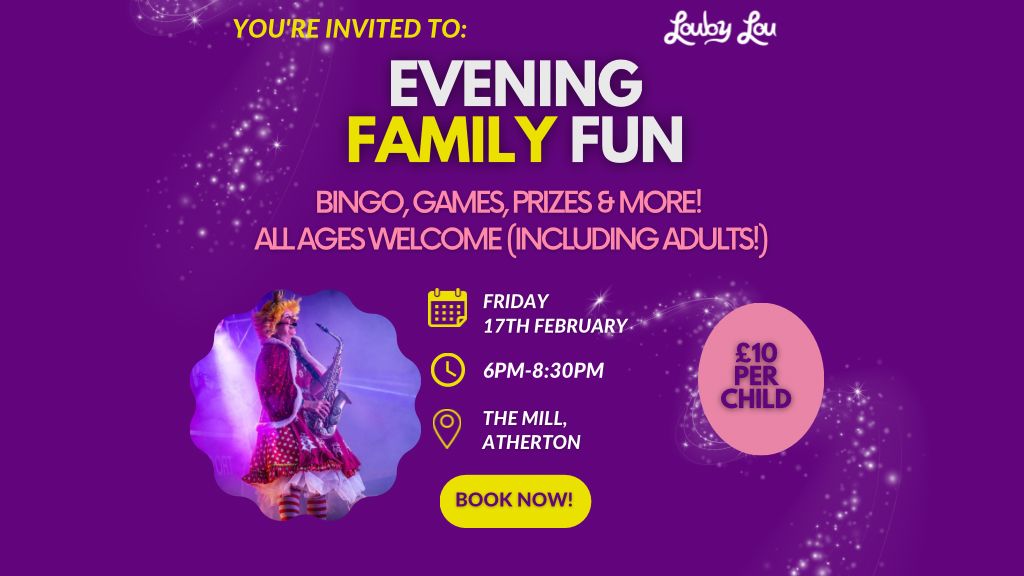 YOU'RE INVITED TO:
Louby Lou
EVENING
FAMILY FUN
BINGO, GAMES, PRIZES & MORE!
ALL AGES WELCOME (INCLUDING ADULTS!)
FRIDAY
17TH FEBRUARY
6PM-8:30PM
THE MILL,
ATHERTON
£10
PER
CHILD
BOOK NOW!